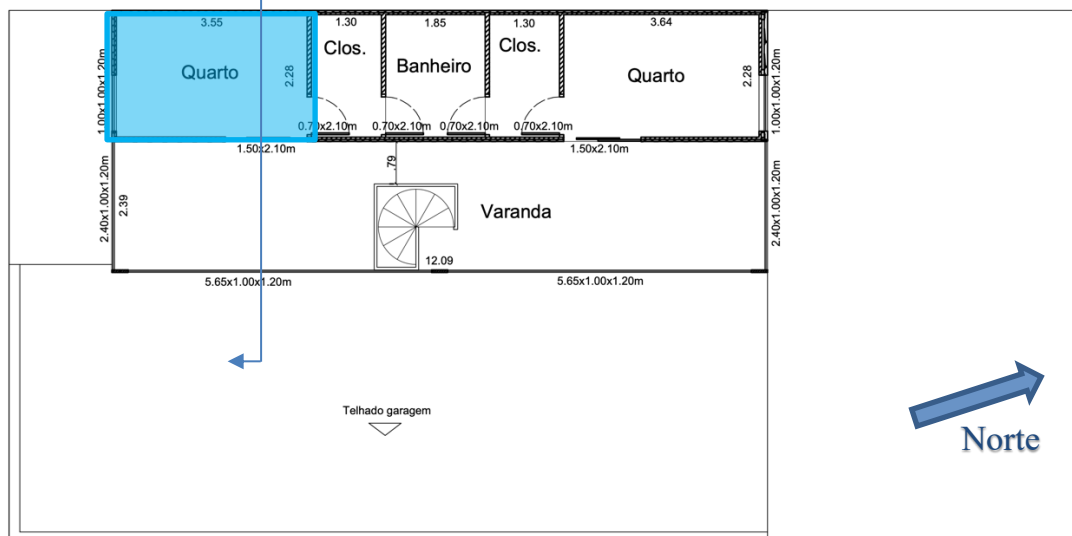 3.55
1.30
1.85
1.30
3.64
Clos.
Clos.
Quarto
Banheiro
Quarto
2.28
2.28
1.00x1.00x1.20m
1.00x1.00x1.20m
0.70x2.10m
0.70x2.10m
0.70x2.10m
0.70x2.10m
1.50x2.10m
1.50x2.10m
.79
2.40x1.00x1.20m
2.39
Varanda
2.40x1.00x1.20m
12.09
5.65x1.00x1.20m
5.65x1.00x1.20m
Telhado garagem
Norte